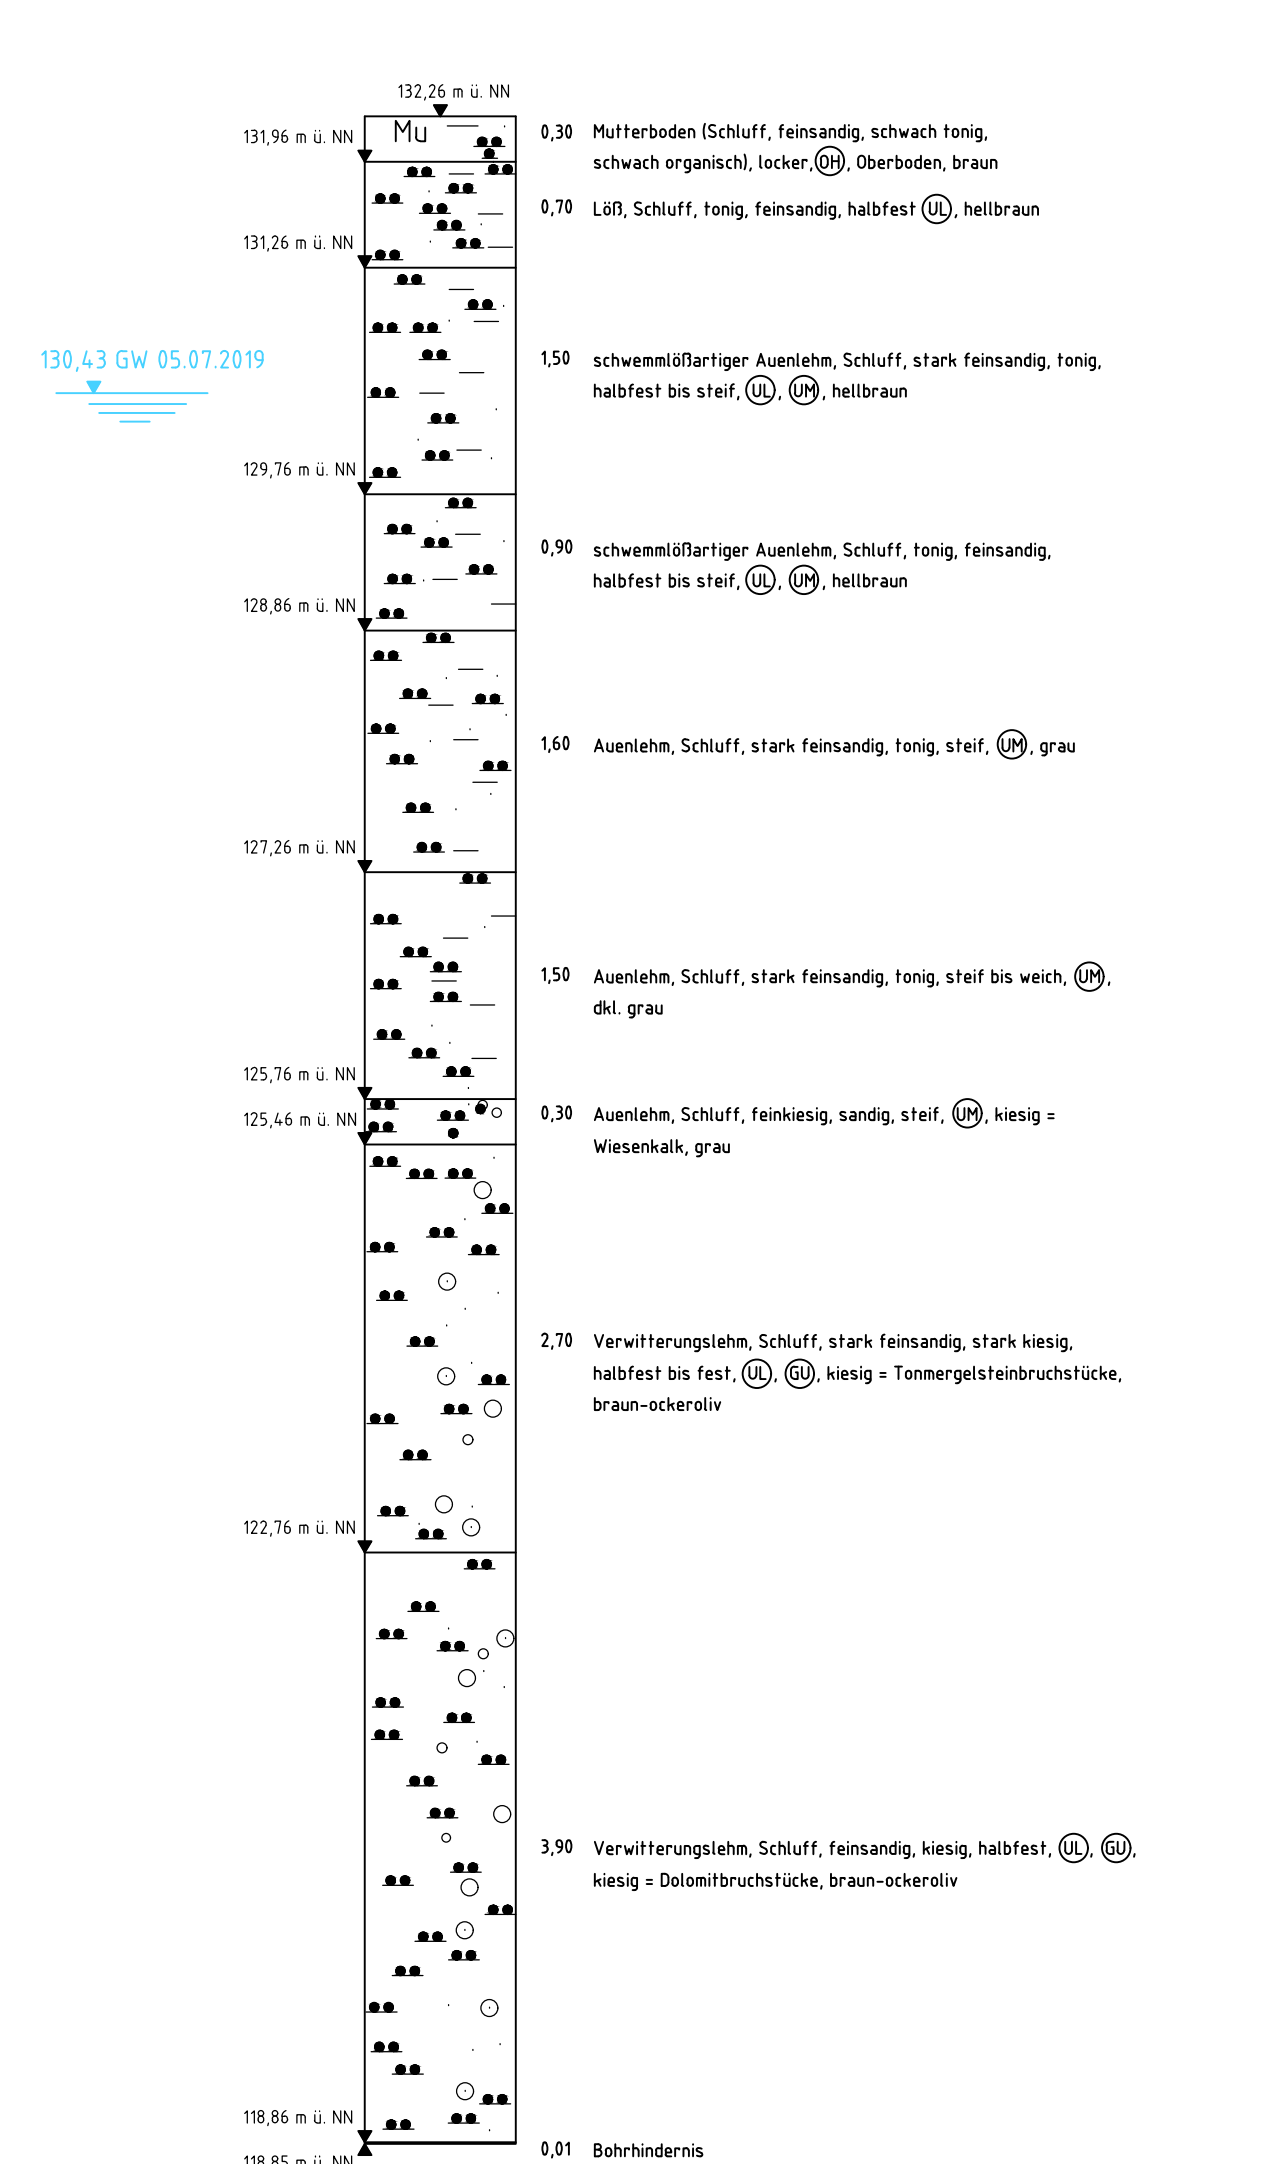 132,26 m ü. NN
Mu
131,96 m ü. NN
0,30 Mutterboden (Schluff, feinsandig, schwach tonig,
schwach organisch), locker, OH, Oberboden, braun
0,70 Löß, Schluff, tonig, feinsandig, halbfest UL, hellbraun
131,26 m ü. NN
130,43 GW 05.07.2019
1,50 schwemmlößartiger Auenlehm, Schluff, stark feinsandig, tonig,
halbfest bis steif, UL, UM, hellbraun
129,76 m ü. NN
0,90 schwemmlößartiger Auenlehm, Schluff, tonig, feinsandig,
halbfest bis steif, UL, UM, hellbraun
128,86 m ü. NN
1,60 Auenlehm, Schluff, stark feinsandig, tonig, steif, UM, grau
127,26 m ü. NN
1,50 Auenlehm, Schluff, stark feinsandig, tonig, steif bis weich, UM,
dkl. grau
125,76 m ü. NN
0,30 Auenlehm, Schluff, feinkiesig, sandig, steif, UM, kiesig =
Wiesenkalk, grau
125,46 m ü. NN
2,70 Verwitterungslehm, Schluff, stark feinsandig, stark kiesig,
halbfest bis fest, UL, GU, kiesig = Tonmergelsteinbruchstücke,
braun-ockeroliv
122,76 m ü. NN
3,90 Verwitterungslehm, Schluff, feinsandig, kiesig, halbfest, UL, GU,
kiesig = Dolomitbruchstücke, braun-ockeroliv
118,86 m ü. NN
0,01 Bohrhindernis
118,85 m ü. NN